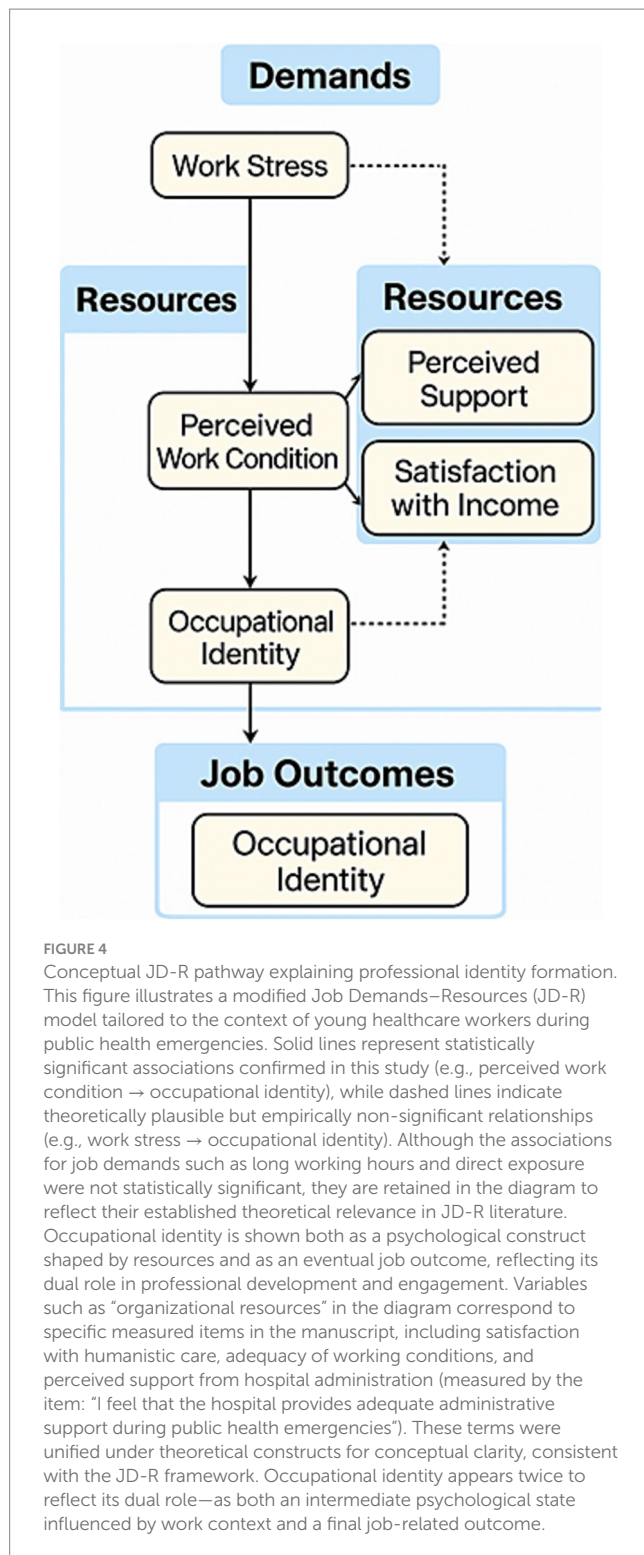 Demands
Work Stress
Resources
Resources
Perceived
Support
Perceived
Work Condition
Satisfaction
with Income
Occupational
Identity
Job Outcomes
Occupational
Identity
FIGURE 4
Conceptual JD-R pathway explaining professional identity formation.
This figure illustrates a modified Job Demands–Resources (JD-R)
model tailored to the context of young healthcare workers during
public health emergencies. Solid lines represent statistically
significant associations confirmed in this study (e.g., perceived work
condition → occupational identity), while dashed lines indicate
theoretically plausible but empirically non-significant relationships
(e.g., work stress → occupational identity). Although the associations
for job demands such as long working hours and direct exposure
were not statistically significant, they are retained in the diagram to
reflect their established theoretical relevance in JD-R literature.
Occupational identity is shown both as a psychological construct
shaped by resources and as an eventual job outcome, reflecting its
dual role in professional development and engagement. Variables
such as “organizational resources” in the diagram correspond to
specific measured items in the manuscript, including satisfaction
with humanistic care, adequacy of working conditions, and
perceived support from hospital administration (measured by the
item: “I feel that the hospital provides adequate administrative
support during public health emergencies”). These terms were
unified under theoretical constructs for conceptual clarity, consistent
with the JD-R framework. Occupational identity appears twice to
reflect its dual role—as both an intermediate psychological state
influenced by work context and a final job-related outcome.